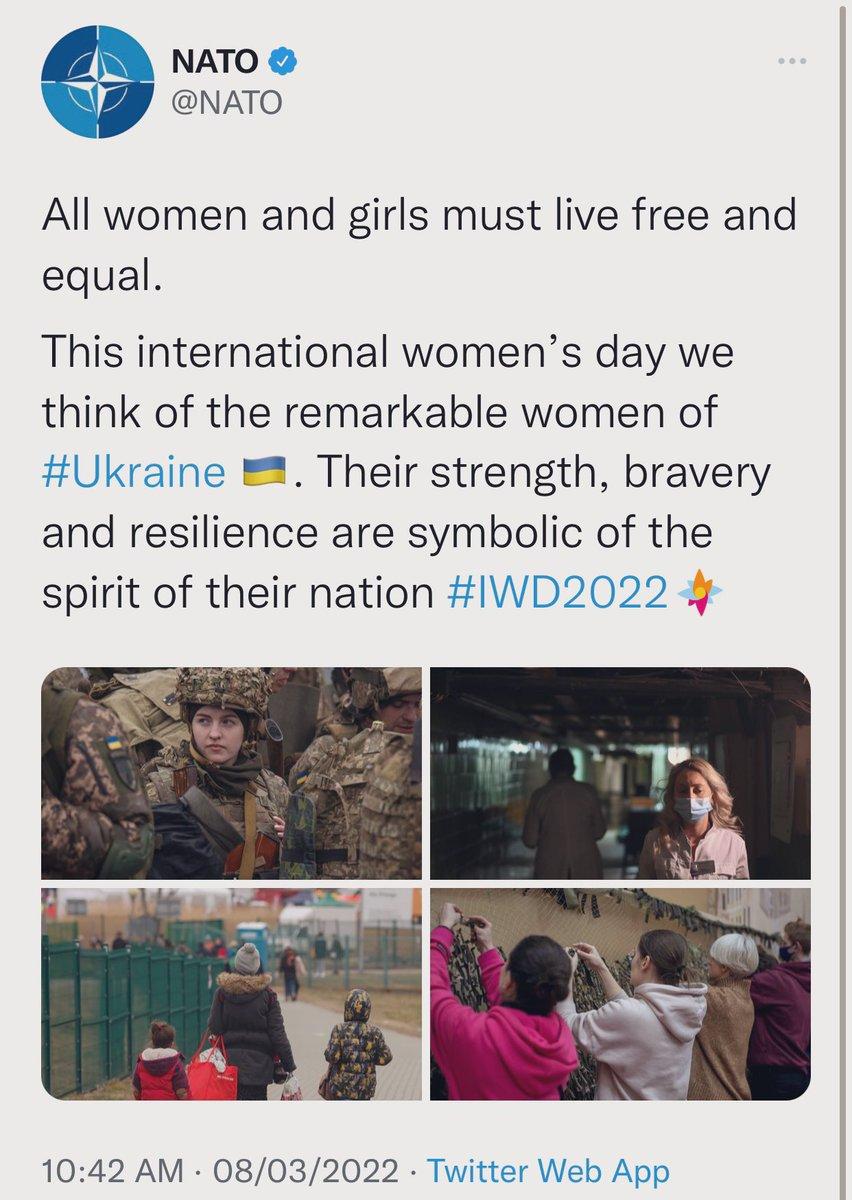 NATO
@NATO
All women and girls must live free and
equal.
This international women’s day we
think of the remarkable women of
#Ukraine 🇺🇦. Their strength, bravery
and resilience are symbolic of the
spirit of their nation #IWD2022
10:42 AM · 08/03/2022 · Twitter Web App